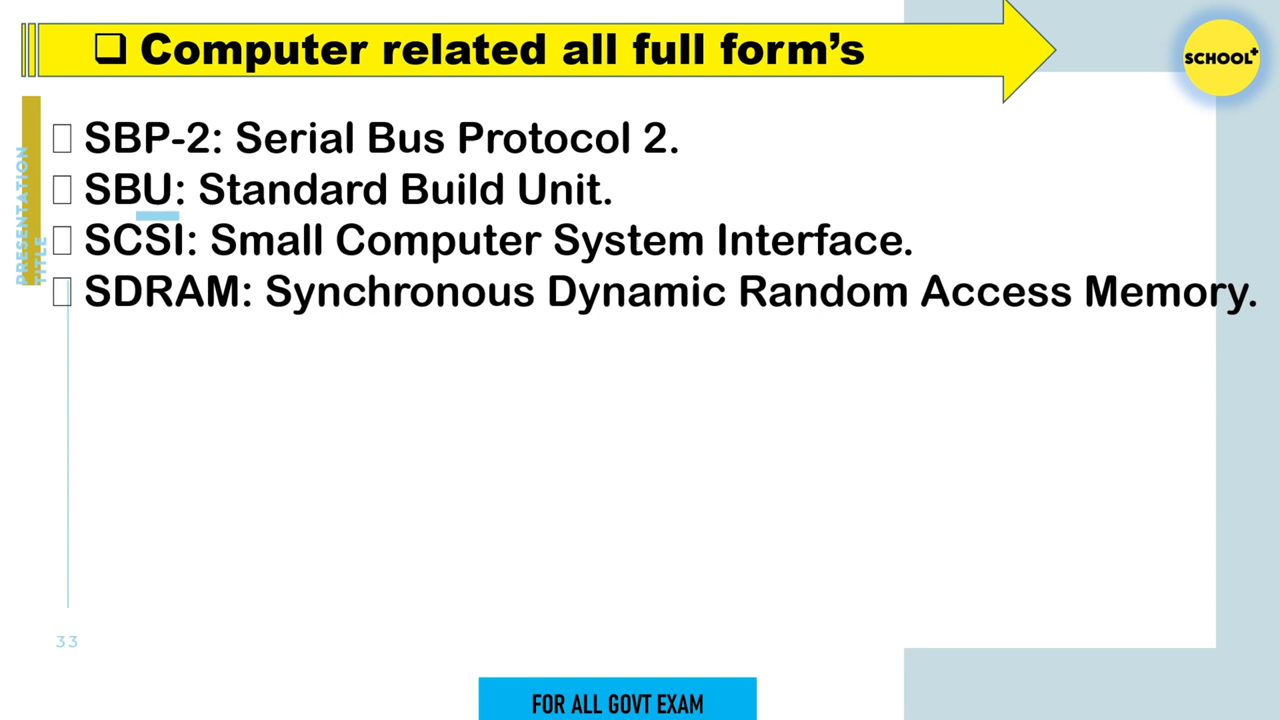 ❑ Computer related all full form’s
SCHOOL+
SBP-2: Serial Bus Protocol 2.
SBU: Standard Build Unit.
SCSI: Small Computer System Interface.
SDRAM: Synchronous Dynamic Random Access Memory.
PRESENTATION
TITLE
33
FOR ALL GOVT EXAM